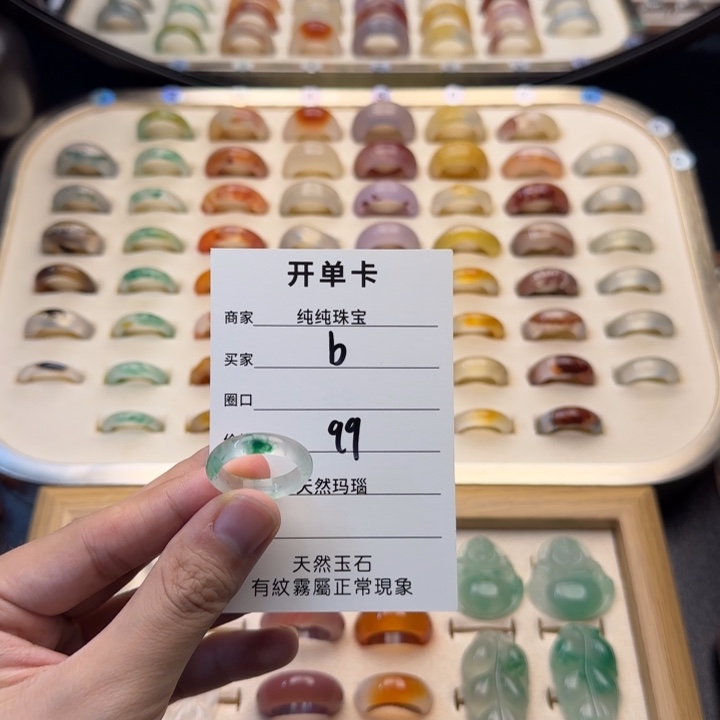 开单卡
商家 纯纯珠宝
买家 b
圈口
99
天然玛瑙
天然玉石
有紋霧屬正常現象